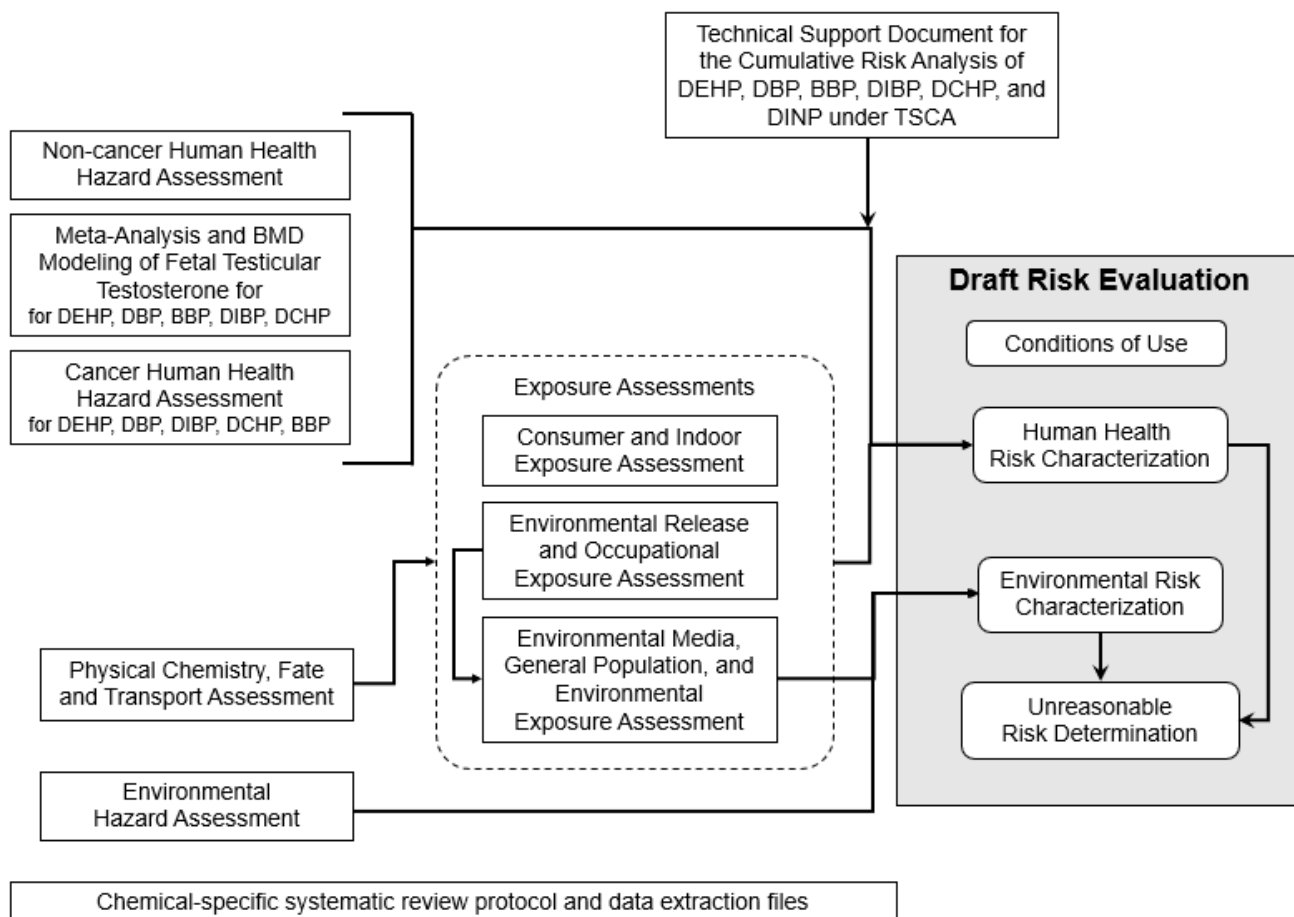 Technical Support Document for
the Cumulative Risk Analysis of
DEHP, DBP, BBP, DIBP, DCHP, and
DINP under TSCA
Non-cancer Human Health
Hazard Assessment
Meta-Analysis and BMD
Modeling of Fetal Testicular
Testosterone for
for DEHP, DBP, BBP, DIBP, DCHP
Cancer Human Health
Hazard Assessment
for DEHP, DBP, DIBP, DCHP, BBP
Physical Chemistry, Fate
and Transport Assessment
Environmental
Hazard Assessment
Exposure Assessments
Consumer and Indoor
Exposure Assessment
Environmental Release
and Occupational
Exposure Assessment
Environmental Media,
General Population, and
Environmental
Exposure Assessment
Draft Risk Evaluation
Conditions of Use
Human Health
Risk Characterization
Environmental Risk
Characterization
Unreasonable
Risk Determination
Chemical-specific systematic review protocol and data extraction files